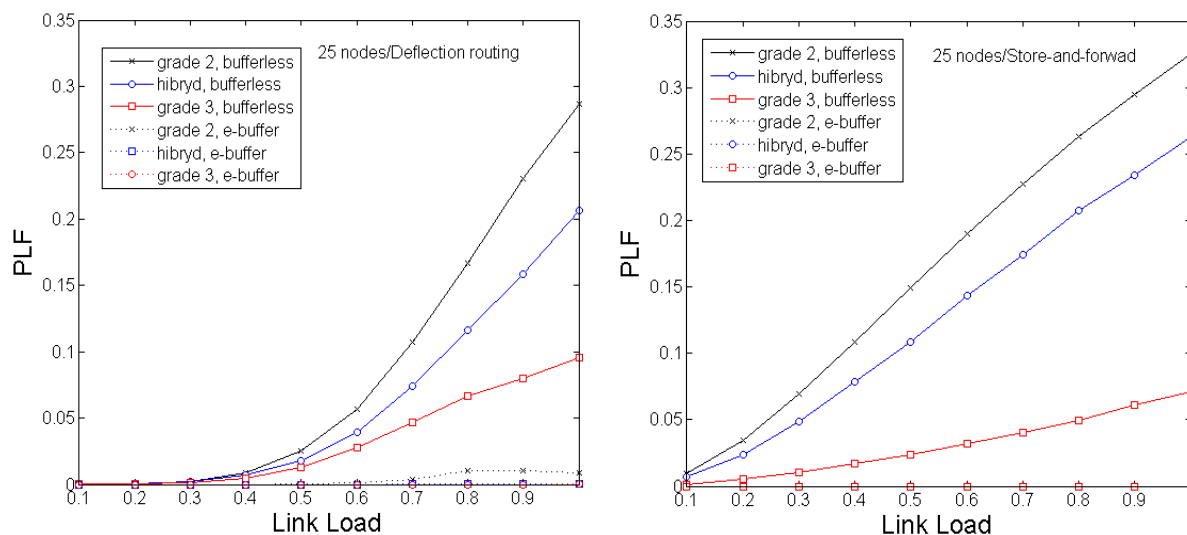 0.35
0.3
0.25
0.2
0.15
0.1
0.05
0
PLF
25 nodes/Deflection routing
grade 2, bufferless
hibryd, bufferless
grade 3, bufferless
grade 2, e-buffer
hibryd, e-buffer
grade 3, e-buffer
0.1 0.2 0.3 0.4 0.5 0.6 0.7 0.8 0.9
Link Load
0.35
0.3
0.25
0.2
0.15
0.1
0.05
0
PLF
25 nodes/Store-and-forwad
grade 2, bufferless
hibryd, bufferless
grade 3, bufferless
grade 2, e-buffer
hibryd, e-buffer
grade 3, e-buffer
0.1 0.2 0.3 0.4 0.5 0.6 0.7 0.8 0.9
Link Load